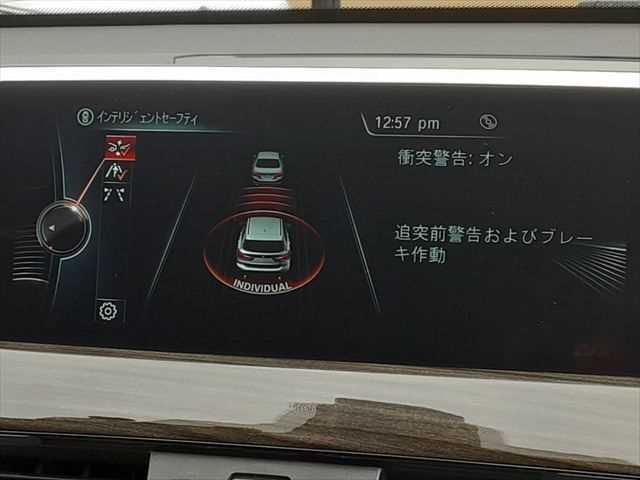 インテリジェントセーフティ
12:57 pm
衝突警告: オン
追突前警告およびブレー
キ作動
INDIVIDUAL